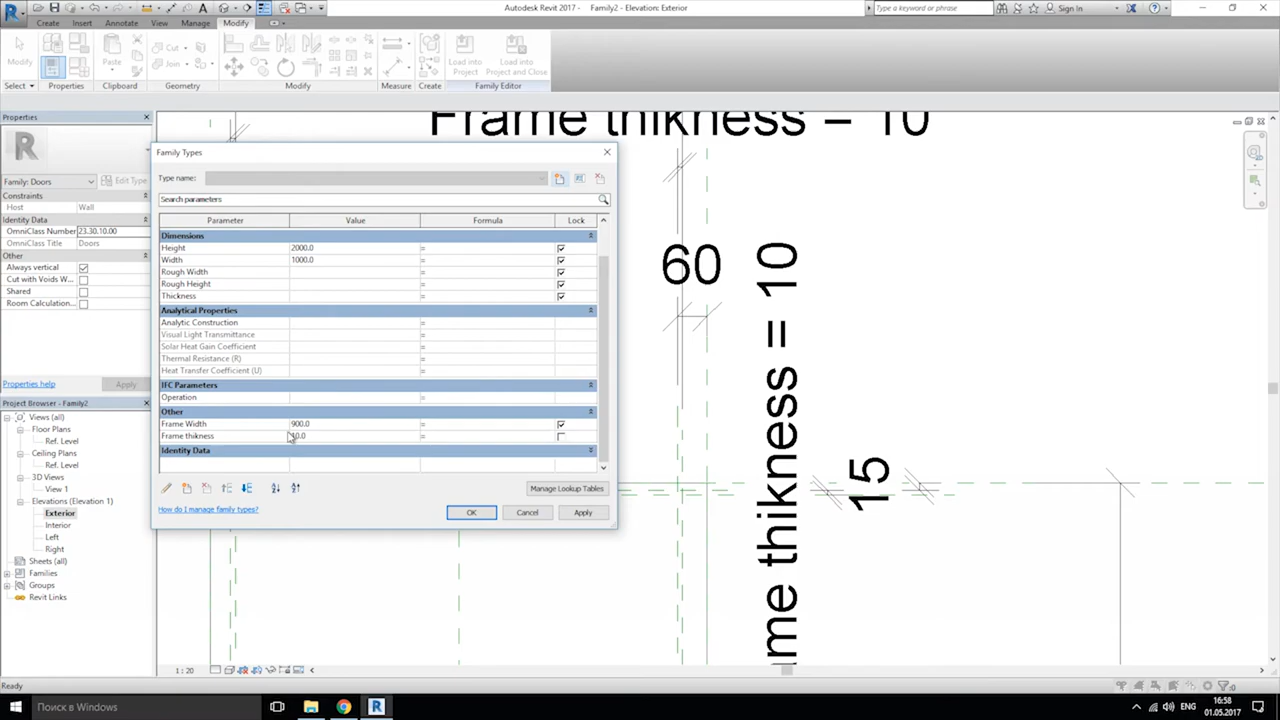 Autodesk Revit 2017 - Family2 - Elevation: Exterior
Type a keyword or phrase
Sign In
Create Insert Annotate View Manage Modify
Modify
Paste
Cut
Join
Load into Project
Load into Project and Close
Select Properties Clipboard Geometry Modify Measure Create Family Editor
Properties
Family: Doors
Edit Type
Constraints
Host Wall
Identity Data
OmniClass Number 23.30.10.00
OmniClass Title Doors
Other
Always vertical
Cut with Voids W...
Shared
Room Calculation...
Properties help
Apply
Project Browser - Family2
Views (all)
Floor Plans
Ref. Level
Ceiling Plans
Ref. Level
3D Views
View 1
Elevations (Elevation 1)
Exterior
Interior
Left
Right
Sheets (all)
Families
Groups
Revit Links
Family Types
Type name:
Search parameters
Parameter Value Formula Lock
Dimensions
Height 2000.0 =
Width 1000.0 =
Rough Width =
Rough Height =
Thickness =
Analytical Properties
Analytic Construction =
Visual Light Transmittance =
Solar Heat Gain Coefficient =
Thermal Resistance (R) =
Heat Transfer Coefficient (U) =
IFC Parameters
Operation =
Other
Frame Width 900.0 =
Frame thikness 10.0 =
Identity Data
Manage Lookup Tables
How do I manage family types?
OK Cancel Apply
Frame thikness = 10
60
ame thikness = 10
15
1 : 20
Ready
:0
Поиск в Windows
ENG
16:58
01.05.2017